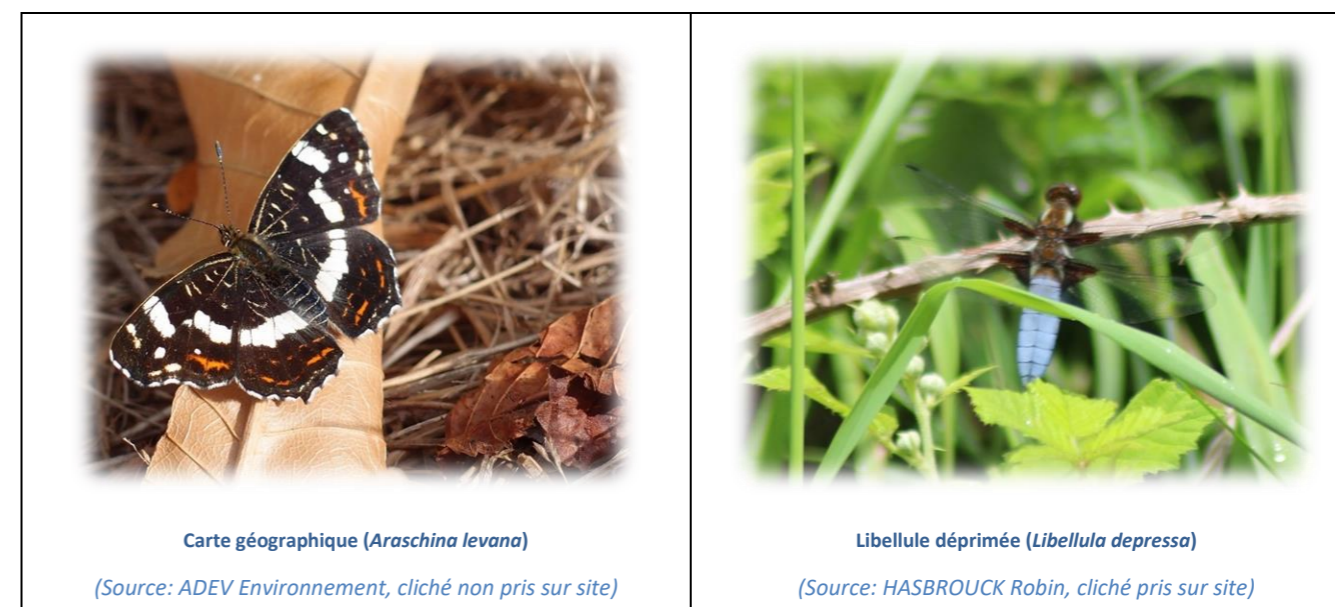 Carte géographique (Araschina levana)
(Source: ADEV Environnement, cliché non pris sur site)
Libellule déprimée (Libellula depressa)
(Source: HASBROUCK Robin, cliché pris sur site)